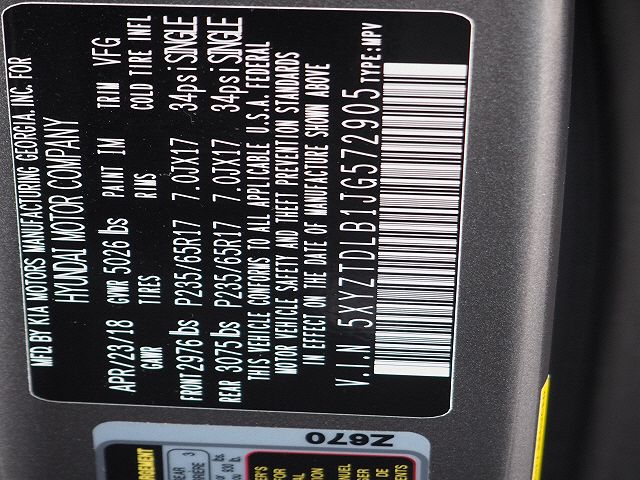 MFD BY KIA MOTORS MANUFACTURING GEORGIA, INC. FOR
HYUNDAI MOTOR COMPANY
APR/23/18 GVWR 5026 lbs PAINT IM TRIM VFG
GAWR TIRES RIMS COLD TIRE INFL
FRONT 2976 lbs P235/65R17 7.0JX17 34psi SINGLE
REAR 3075 lbs P235/65R17 7.0JX17 34psi SINGLE
THIS VEHICLE CONFORMS TO ALL APPLICABLE U.S.A. FEDERAL
MOTOR VEHICLE SAFETY AND THEFT PREVENTION STANDARDS
IN EFFECT ON THE DATE OF MANUFACTURE SHOWN ABOVE
V.I.N 5XYZTDLB1JG572905 TYPE:MPV
Z670
REAR 3